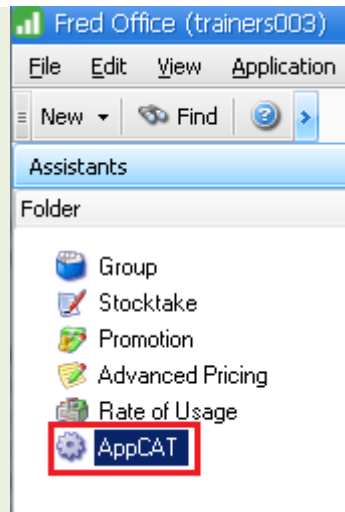 Fred Office (trainers003)
File Edit View Application
New Find
Assistants
Folder
Group
Stocktake
Promotion
Advanced Pricing
Rate of Usage
AppCAT